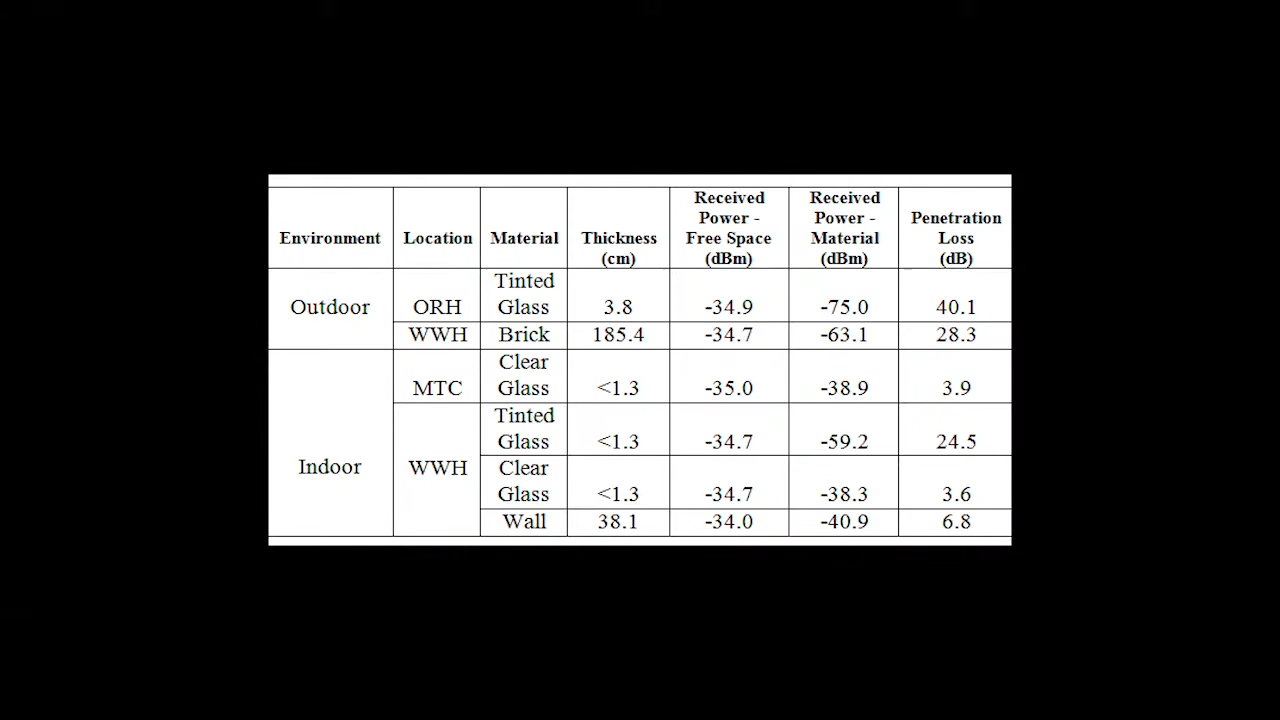 Environment Location Material Thickness (cm) Received Power - Free Space (dBm) Received Power - Material (dBm) Penetration Loss (dB)
Outdoor ORH Tinted Glass 3.8 -34.9 -75.0 40.1
WWH Brick 185.4 -34.7 -63.1 28.3
Indoor MTC Clear Glass <1.3 -35.0 -38.9 3.9
WWH Tinted Glass <1.3 -34.7 -59.2 24.5
Clear Glass <1.3 -34.7 -38.3 3.6
Wall 38.1 -34.0 -40.9 6.8